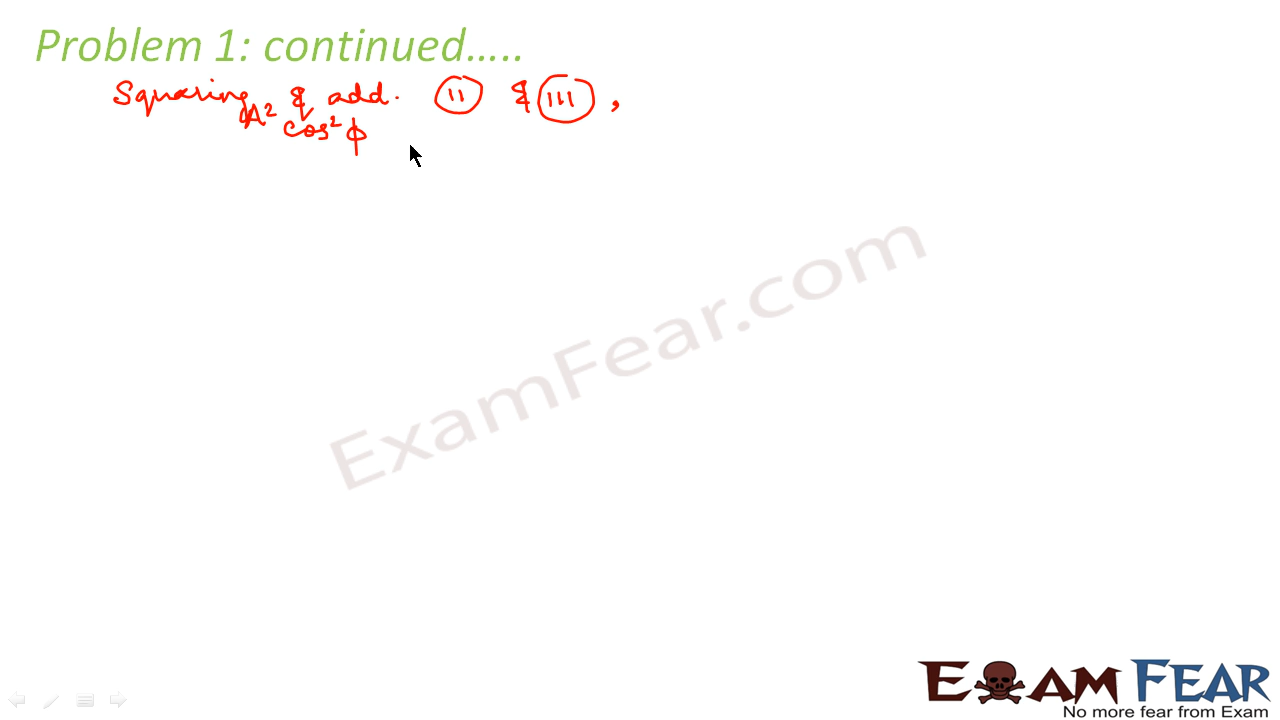 Problem 1: continued.....
Squaring & add. (ii) & (iii) ,
A² cos² φ
ExamFear.com
EXAM FEAR
No more fear from Exam